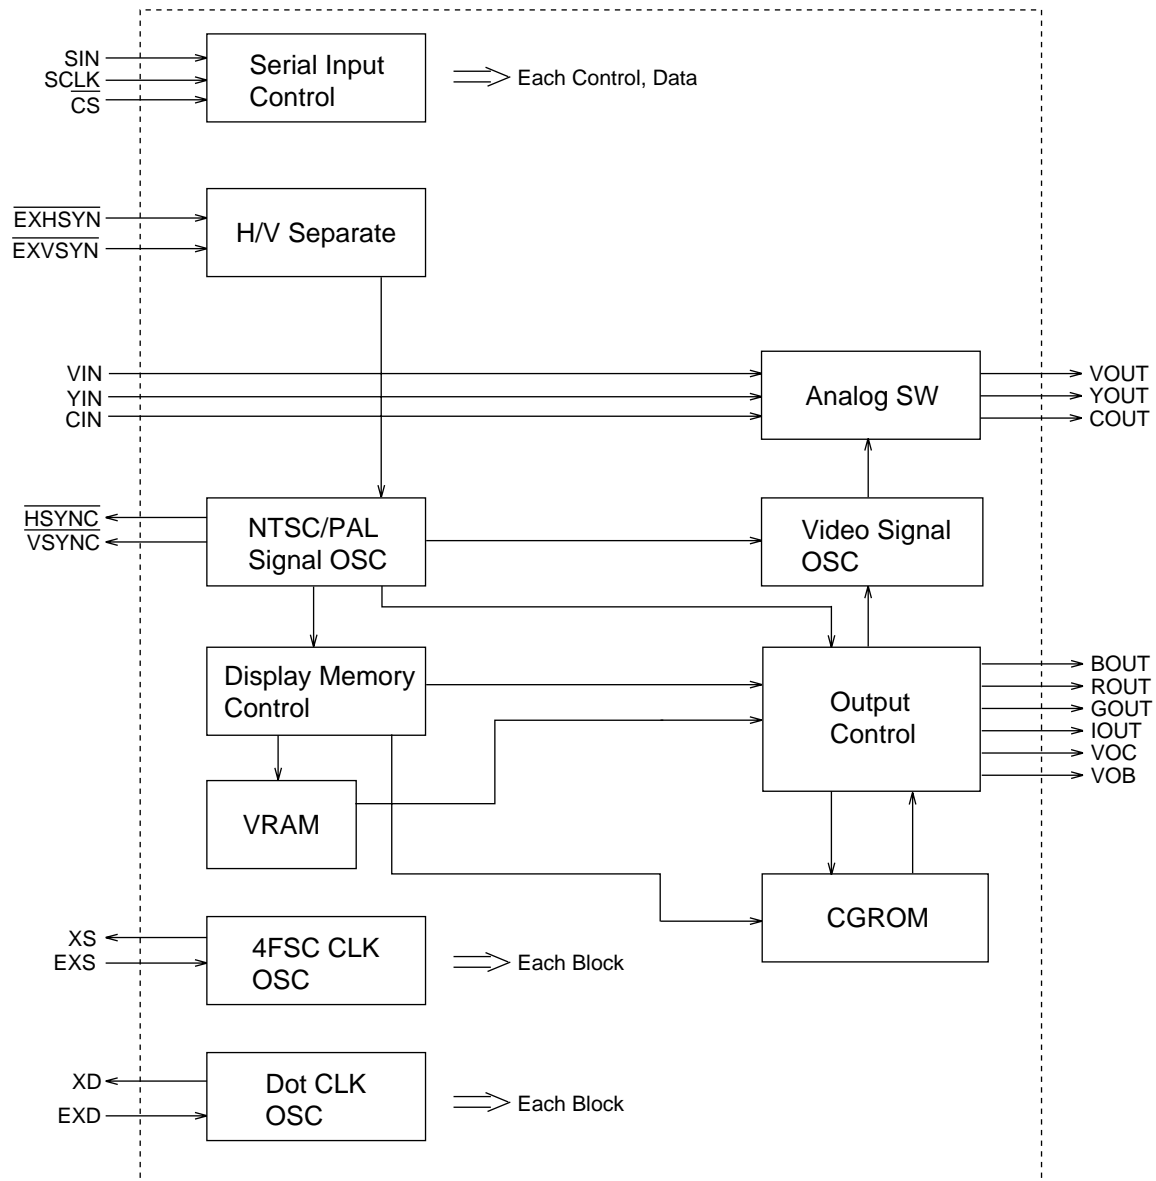 SIN
SCLK
CS
Serial Input
Control
Each Control, Data
EXHSYN
EXVSYN
H/V Separate
VIN
YIN
CIN
Analog SW
VOUT
YOUT
COUT
HSYNC
VSYNC
NTSC/PAL
Signal OSC
Video Signal
OSC
Display Memory
Control
Output
Control
BOUT
ROUT
GOUT
IOUT
VOC
VOB
VRAM
CGROM
XS
EXS
4FSC CLK
OSC
Each Block
XD
EXD
Dot CLK
OSC
Each Block